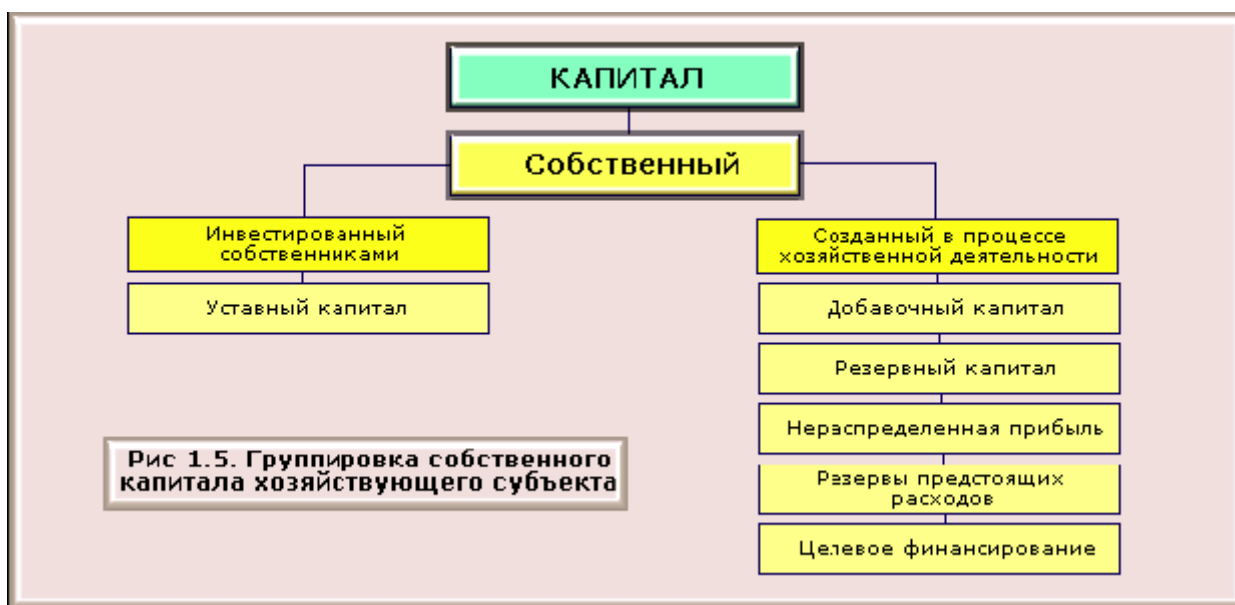 КАПИТАЛ
Собственный
Инвестированный
собственниками
Уставный капитал
Созданный в процессе
хозяйственной деятельности
Добавочный капитал
Резервный капитал
Нераспределенная прибыль
Резервы предстоящих
расходов
Целевое финансирование
Рис 1.5. Группировка собственного
капитала хозяйствующего субъекта